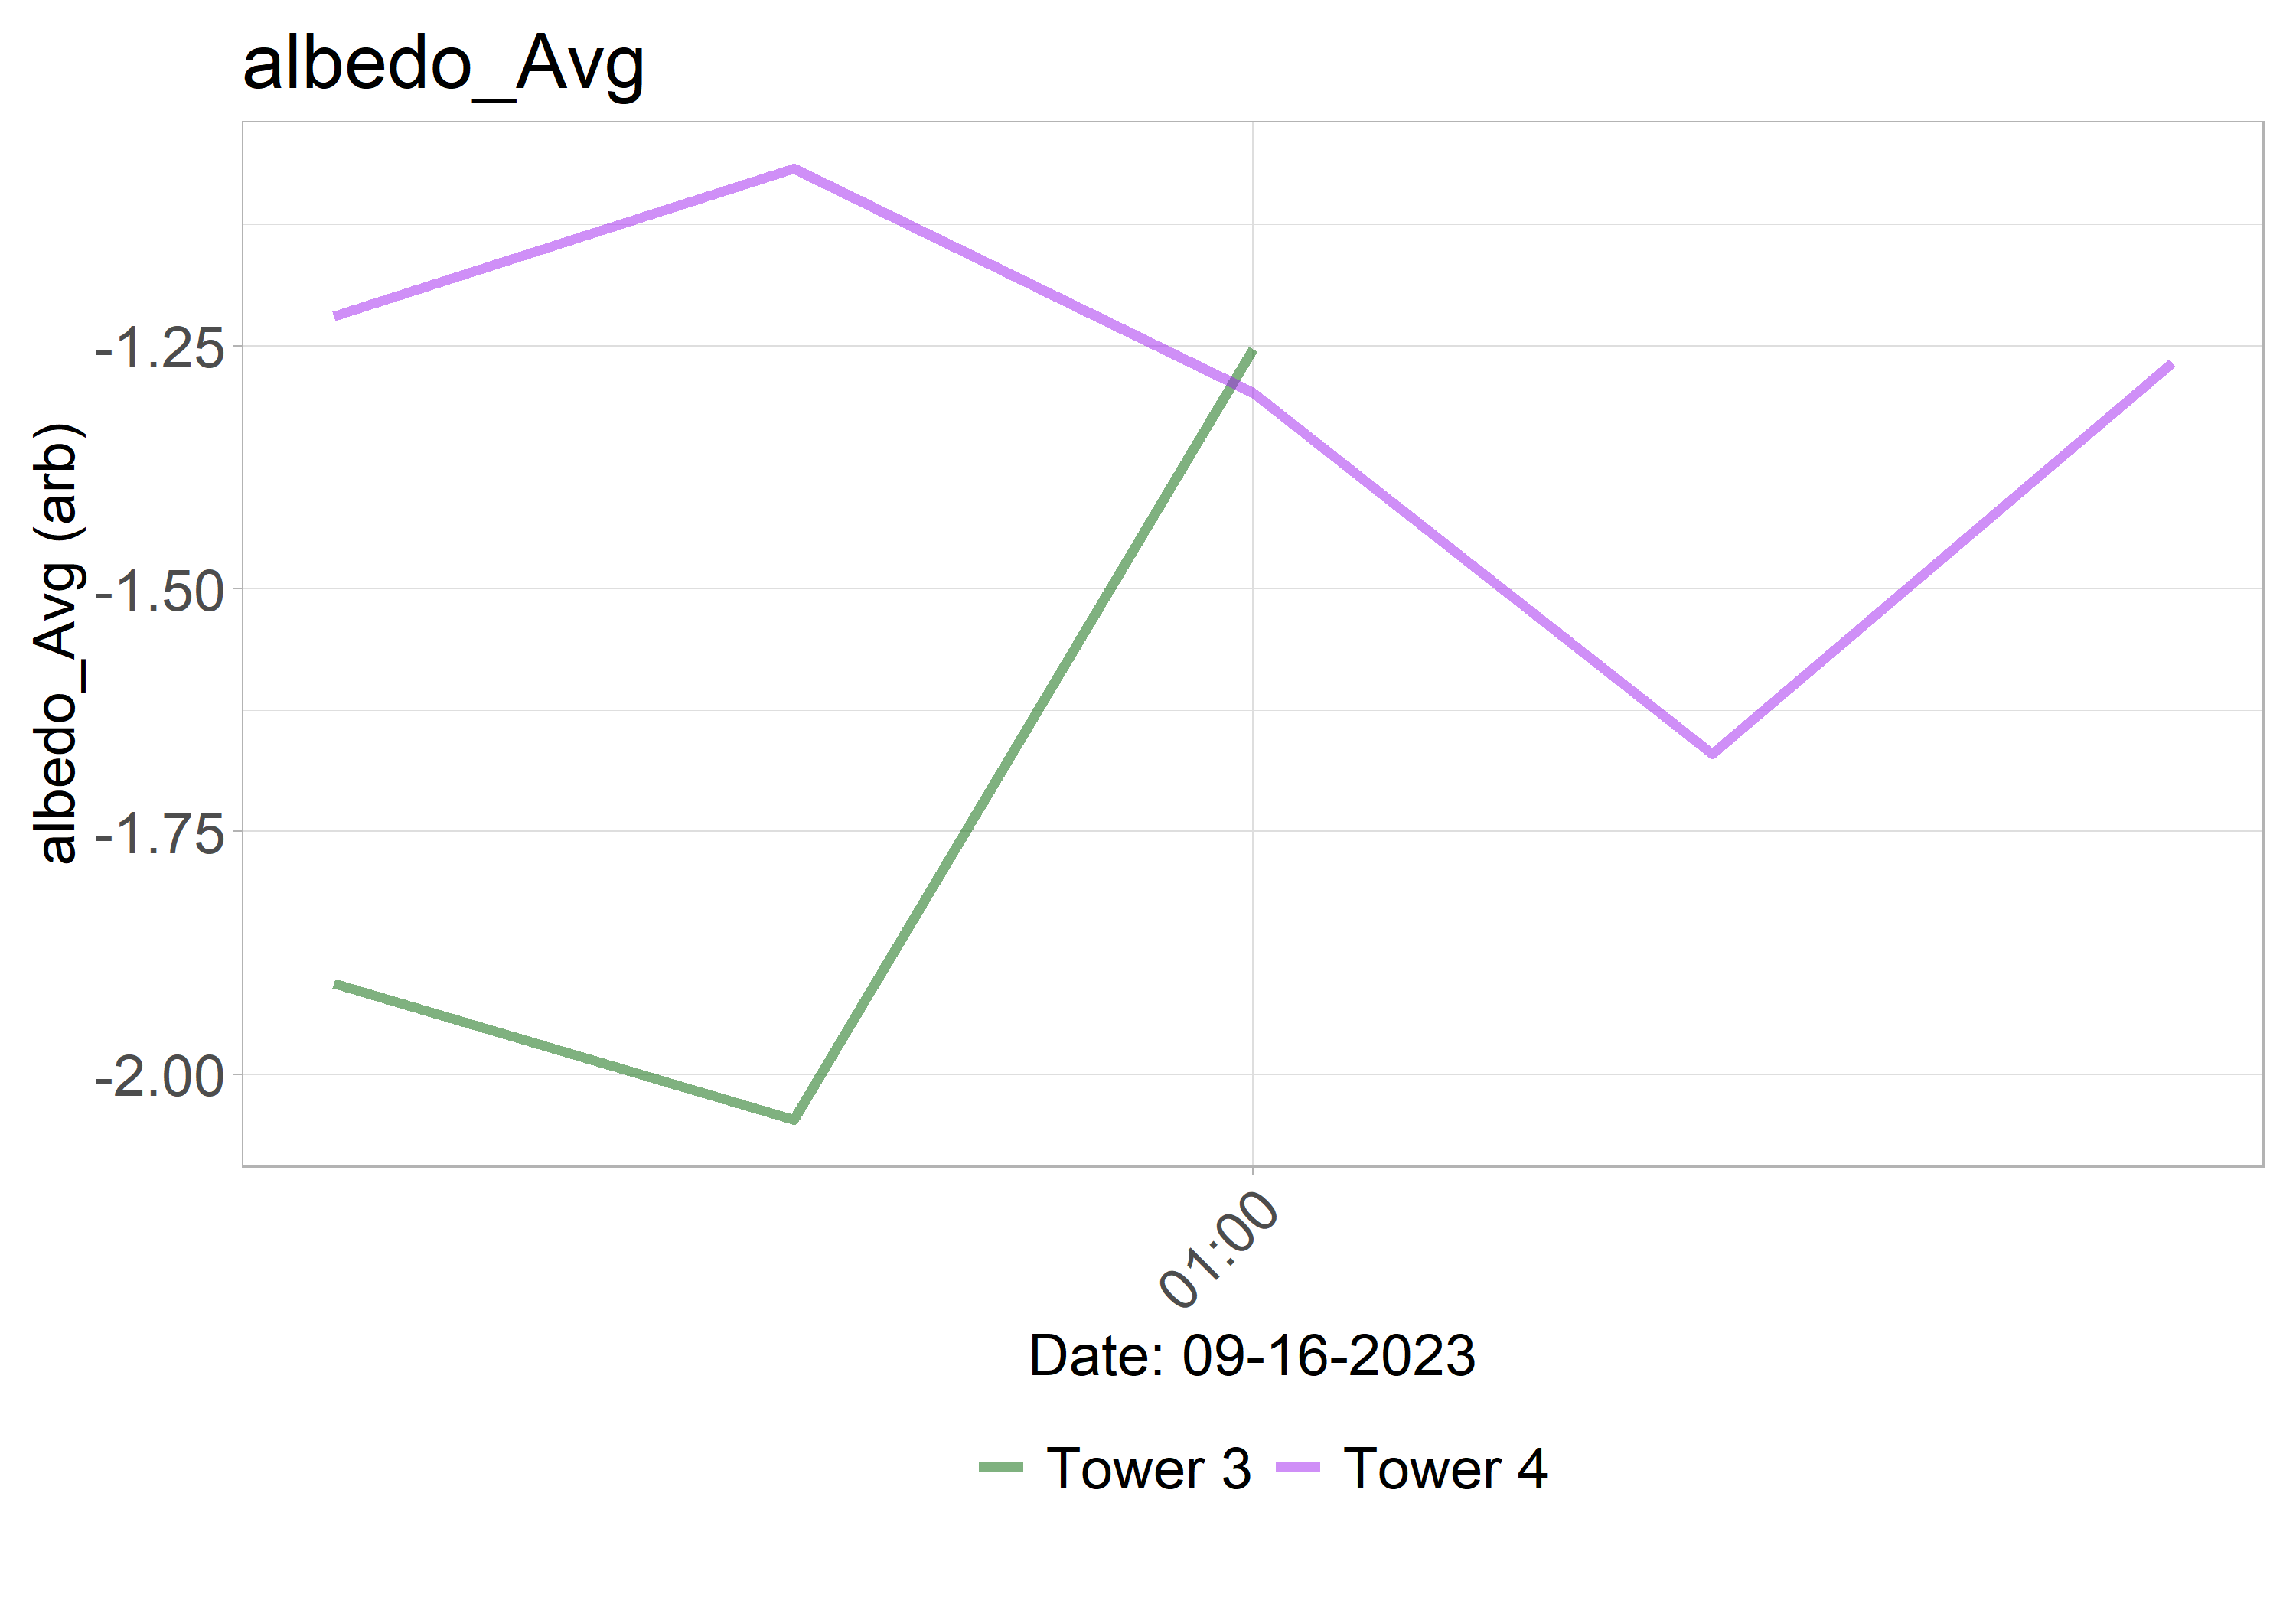 albedo_Avg
albedo_Avg (arb)
-1.25
-1.50
-1.75
-2.00
01:00
Date: 09-16-2023
Tower 3 Tower 4